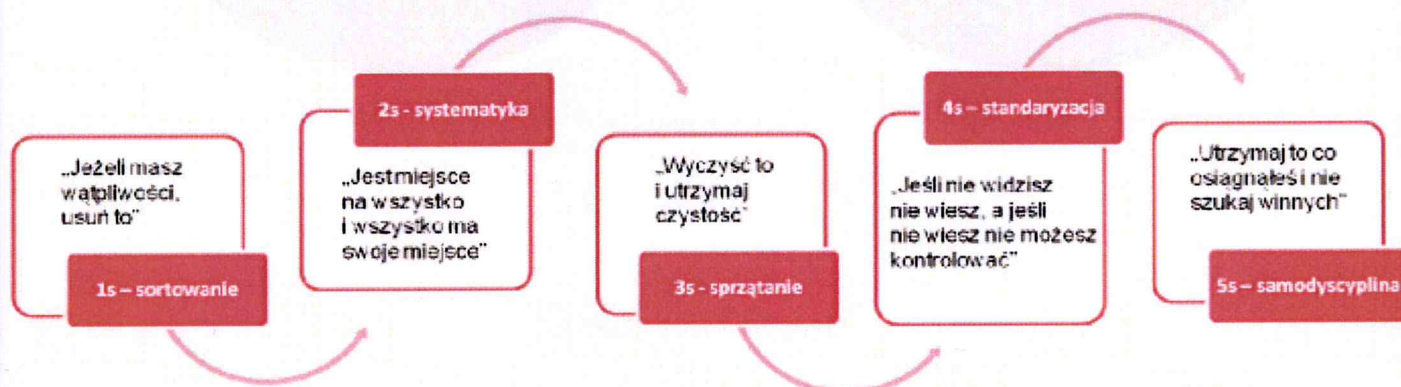 „Jeżeli masz
wątpliwości,
usuń to”
1s – sortowanie
2s - systematyka
„Jest miejsce
na wszystko
i wszystko ma
swoje miejsce”
„Wyczyść to
i utrzymaj
czystość”
3s - sprzątanie
4s – standaryzacja
„Jeśli nie widzisz
nie wiesz, a jeśli
nie wiesz nie możesz
kontrolować”
„Utrzymaj to co
osiągnąłeś i nie
szukaj winnych”
5s – samodyscyplina